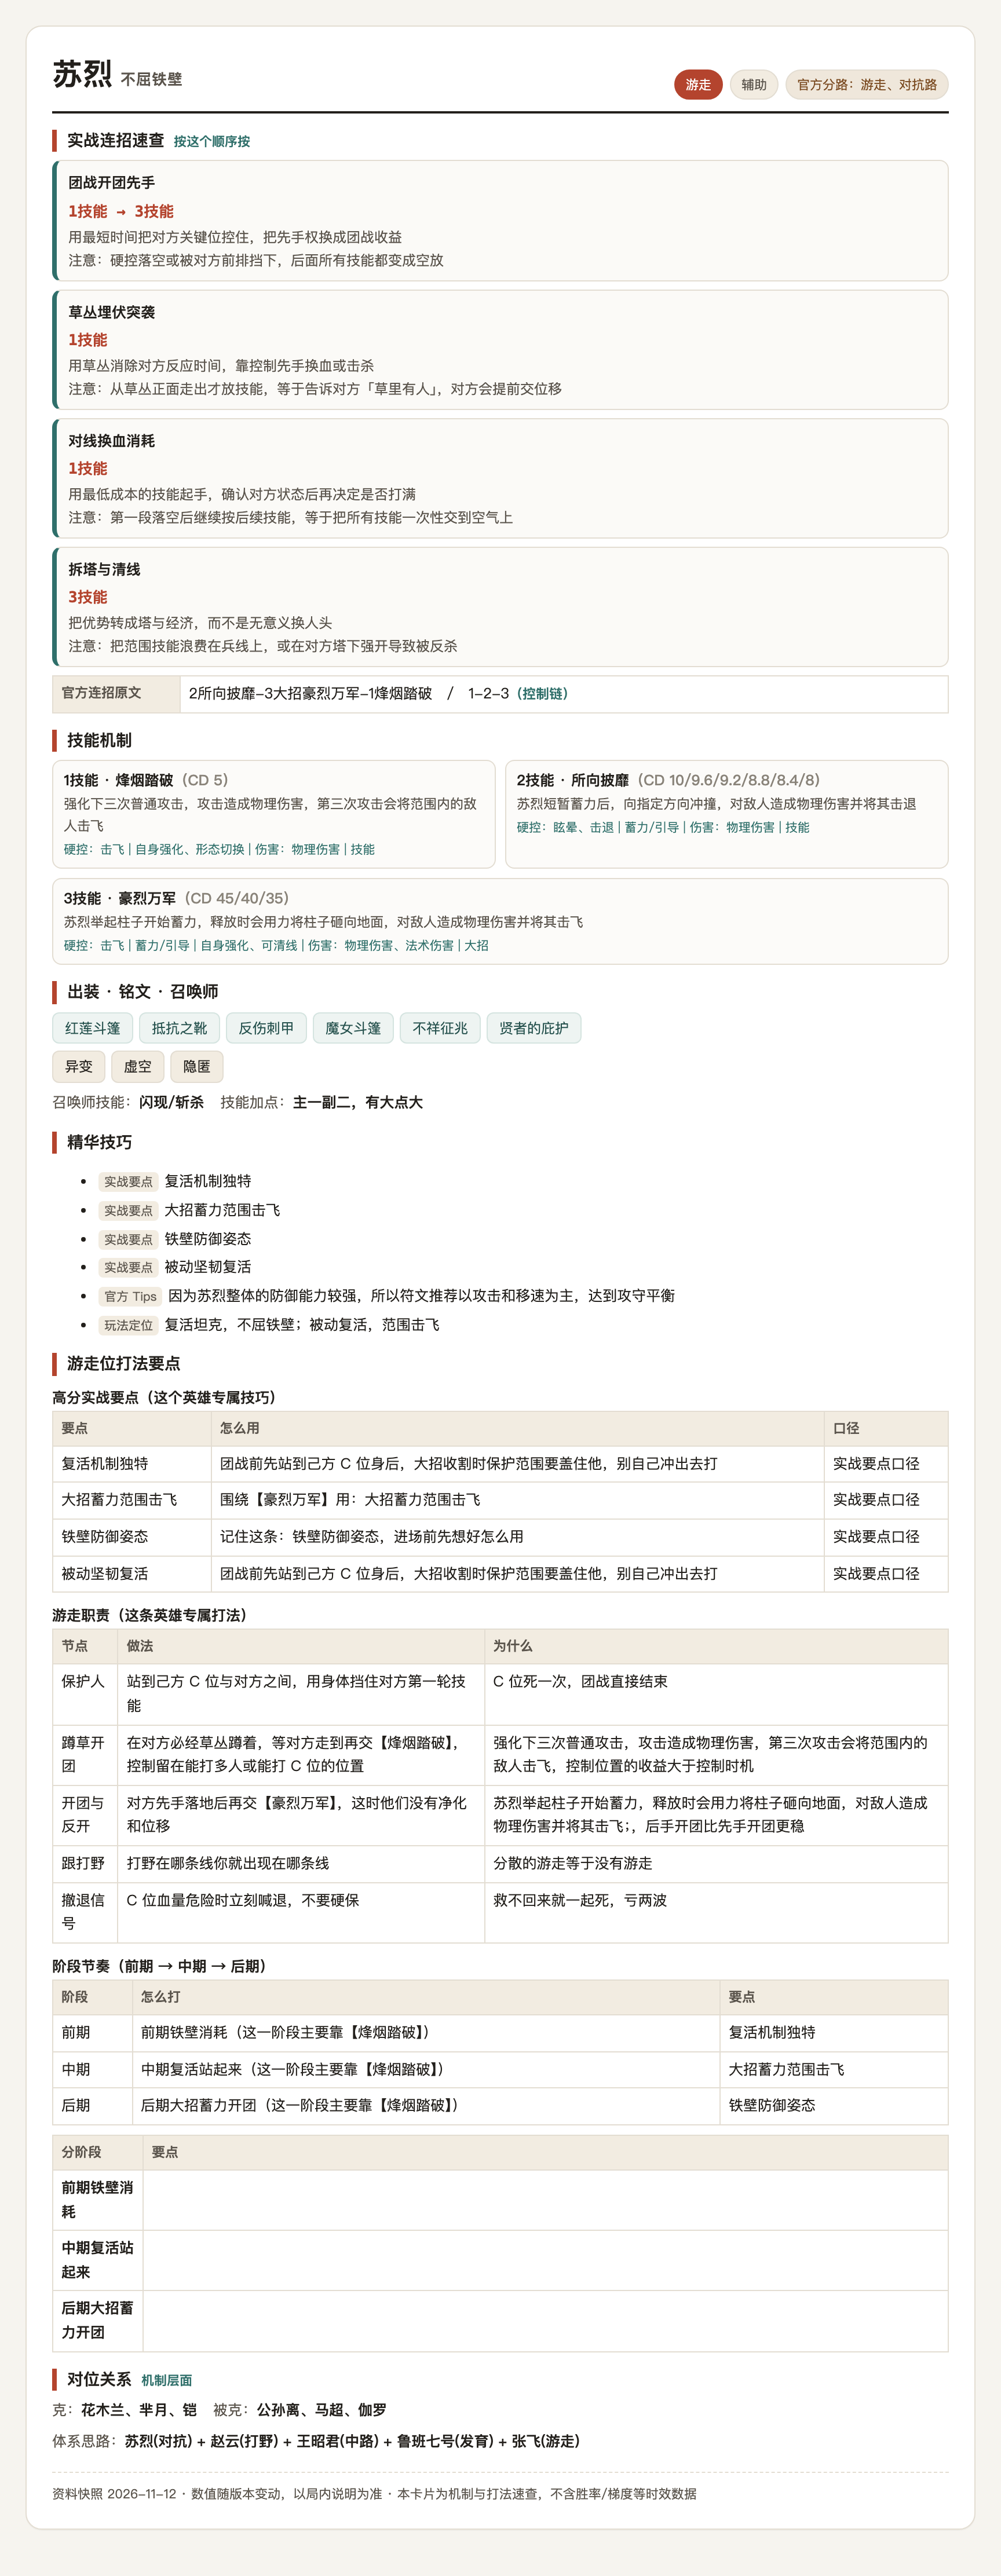 苏烈 不屈铁壁
游走 辅助 官方分路：游走、对抗路
实战连招速查 按这个顺序按
团战开团先手
1技能 → 3技能
用最短时间把对方关键位控住，把先手权换成团战收益
注意：硬控落空或被对方前排挡下，后面所有技能都变成空放
草丛埋伏突袭
1技能
用草丛消除对方反应时间，靠控制先手换血或击杀
注意：从草丛正面走出才放技能，等于告诉对方「草里有人」，对方会提前交位移
对线换血消耗
1技能
用最低成本的技能起手，确认对方状态后再决定是否打满
注意：第一段落空后继续按后续技能，等于把所有技能一次性交到空气上
拆塔与清线
3技能
把优势转成塔与经济，而不是无意义换人头
注意：把范围技能浪费在兵线上，或在对方塔下强开导致被反杀
官方连招原文 2所向披靡-3大招豪烈万军-1烽烟踏破 / 1-2-3（控制链）
技能机制
1技能 · 烽烟踏破（CD 5）
强化下三次普通攻击，攻击造成物理伤害，第三次攻击会将范围内的敌
人击飞
硬控：击飞 | 自身强化、形态切换 | 伤害：物理伤害 | 技能
2技能 · 所向披靡（CD 10/9.6/9.2/8.8/8.4/8）
苏烈短暂蓄力后，向指定方向冲撞，对敌人造成物理伤害并将其击退
硬控：眩晕、击退 | 蓄力/引导 | 伤害：物理伤害 | 技能
3技能 · 豪烈万军（CD 45/40/35）
苏烈举起柱子开始蓄力，释放时会用力将柱子砸向地面，对敌人造成物理伤害并将其击飞
硬控：击飞 | 蓄力/引导 | 自身强化、可清线 | 伤害：物理伤害、法术伤害 | 大招
出装 · 铭文 · 召唤师
红莲斗篷 抵抗之靴 反伤刺甲 魔女斗篷 不祥征兆 贤者的庇护
异变 虚空 隐匿
召唤师技能：闪现/斩杀 技能加点：主一副二，有大点大
精华技巧
• 实战要点 复活机制独特
• 实战要点 大招蓄力范围击飞
• 实战要点 铁壁防御姿态
• 实战要点 被动坚韧复活
• 官方 Tips 因为苏烈整体的防御能力较强，所以符文推荐以攻击和移速为主，达到攻守平衡
• 玩法定位 复活坦克，不屈铁壁；被动复活，范围击飞
游走位打法要点
高分实战要点（这个英雄专属技巧）
要点 怎么用 口径
复活机制独特 团战前先站到己方 C 位身后，大招收割时保护范围要盖住他，别自己冲出去打 实战要点口径
大招蓄力范围击飞 围绕【豪烈万军】用：大招蓄力范围击飞 实战要点口径
铁壁防御姿态 记住这条：铁壁防御姿态，进场前先想好怎么用 实战要点口径
被动坚韧复活 团战前先站到己方 C 位身后，大招收割时保护范围要盖住他，别自己冲出去打 实战要点口径
游走职责（这条英雄专属打法）
节点 做法 为什么
保护人 站到己方 C 位与对方之间，用身体挡住对方第一轮技
能
C 位死一次，团战直接结束
蹲草开
团
在对方必经草丛蹲着，等对方走到再交【烽烟踏破】，
控制留在能打多人或能打 C 位的位置
强化下三次普通攻击，攻击造成物理伤害，第三次攻击会将范围内的
敌人击飞，控制位置的收益大于控制时机
开团与
反开
对方先手落地后再交【豪烈万军】，这时他们没有净化
和位移
苏烈举起柱子开始蓄力，释放时会用力将柱子砸向地面，对敌人造成
物理伤害并将其击飞；，后手开团比先手开团更稳
跟打野 打野在哪条线你就出现在哪条线 分散的游走等于没有游走
撤退信
号
C 位血量危险时立刻喊退，不要硬保 救不回来就一起死，亏两波
阶段节奏（前期 → 中期 → 后期）
阶段 怎么打 要点
前期 前期铁壁消耗（这一阶段主要靠【烽烟踏破】） 复活机制独特
中期 中期复活站起来（这一阶段主要靠【烽烟踏破】） 大招蓄力范围击飞
后期 后期大招蓄力开团（这一阶段主要靠【烽烟踏破】） 铁壁防御姿态
分阶段 要点
前期铁壁消
耗
中期复活站
起来
后期大招蓄
力开团
对位关系 机制层面
克：花木兰、芈月、铠 被克：公孙离、马超、伽罗
体系思路：苏烈(对抗) + 赵云(打野) + 王昭君(中路) + 鲁班七号(发育) + 张飞(游走)
资料快照 2026-11-12 · 数值随版本变动，以局内说明为准 · 本卡片为机制与打法速查，不含胜率/梯度等时效数据